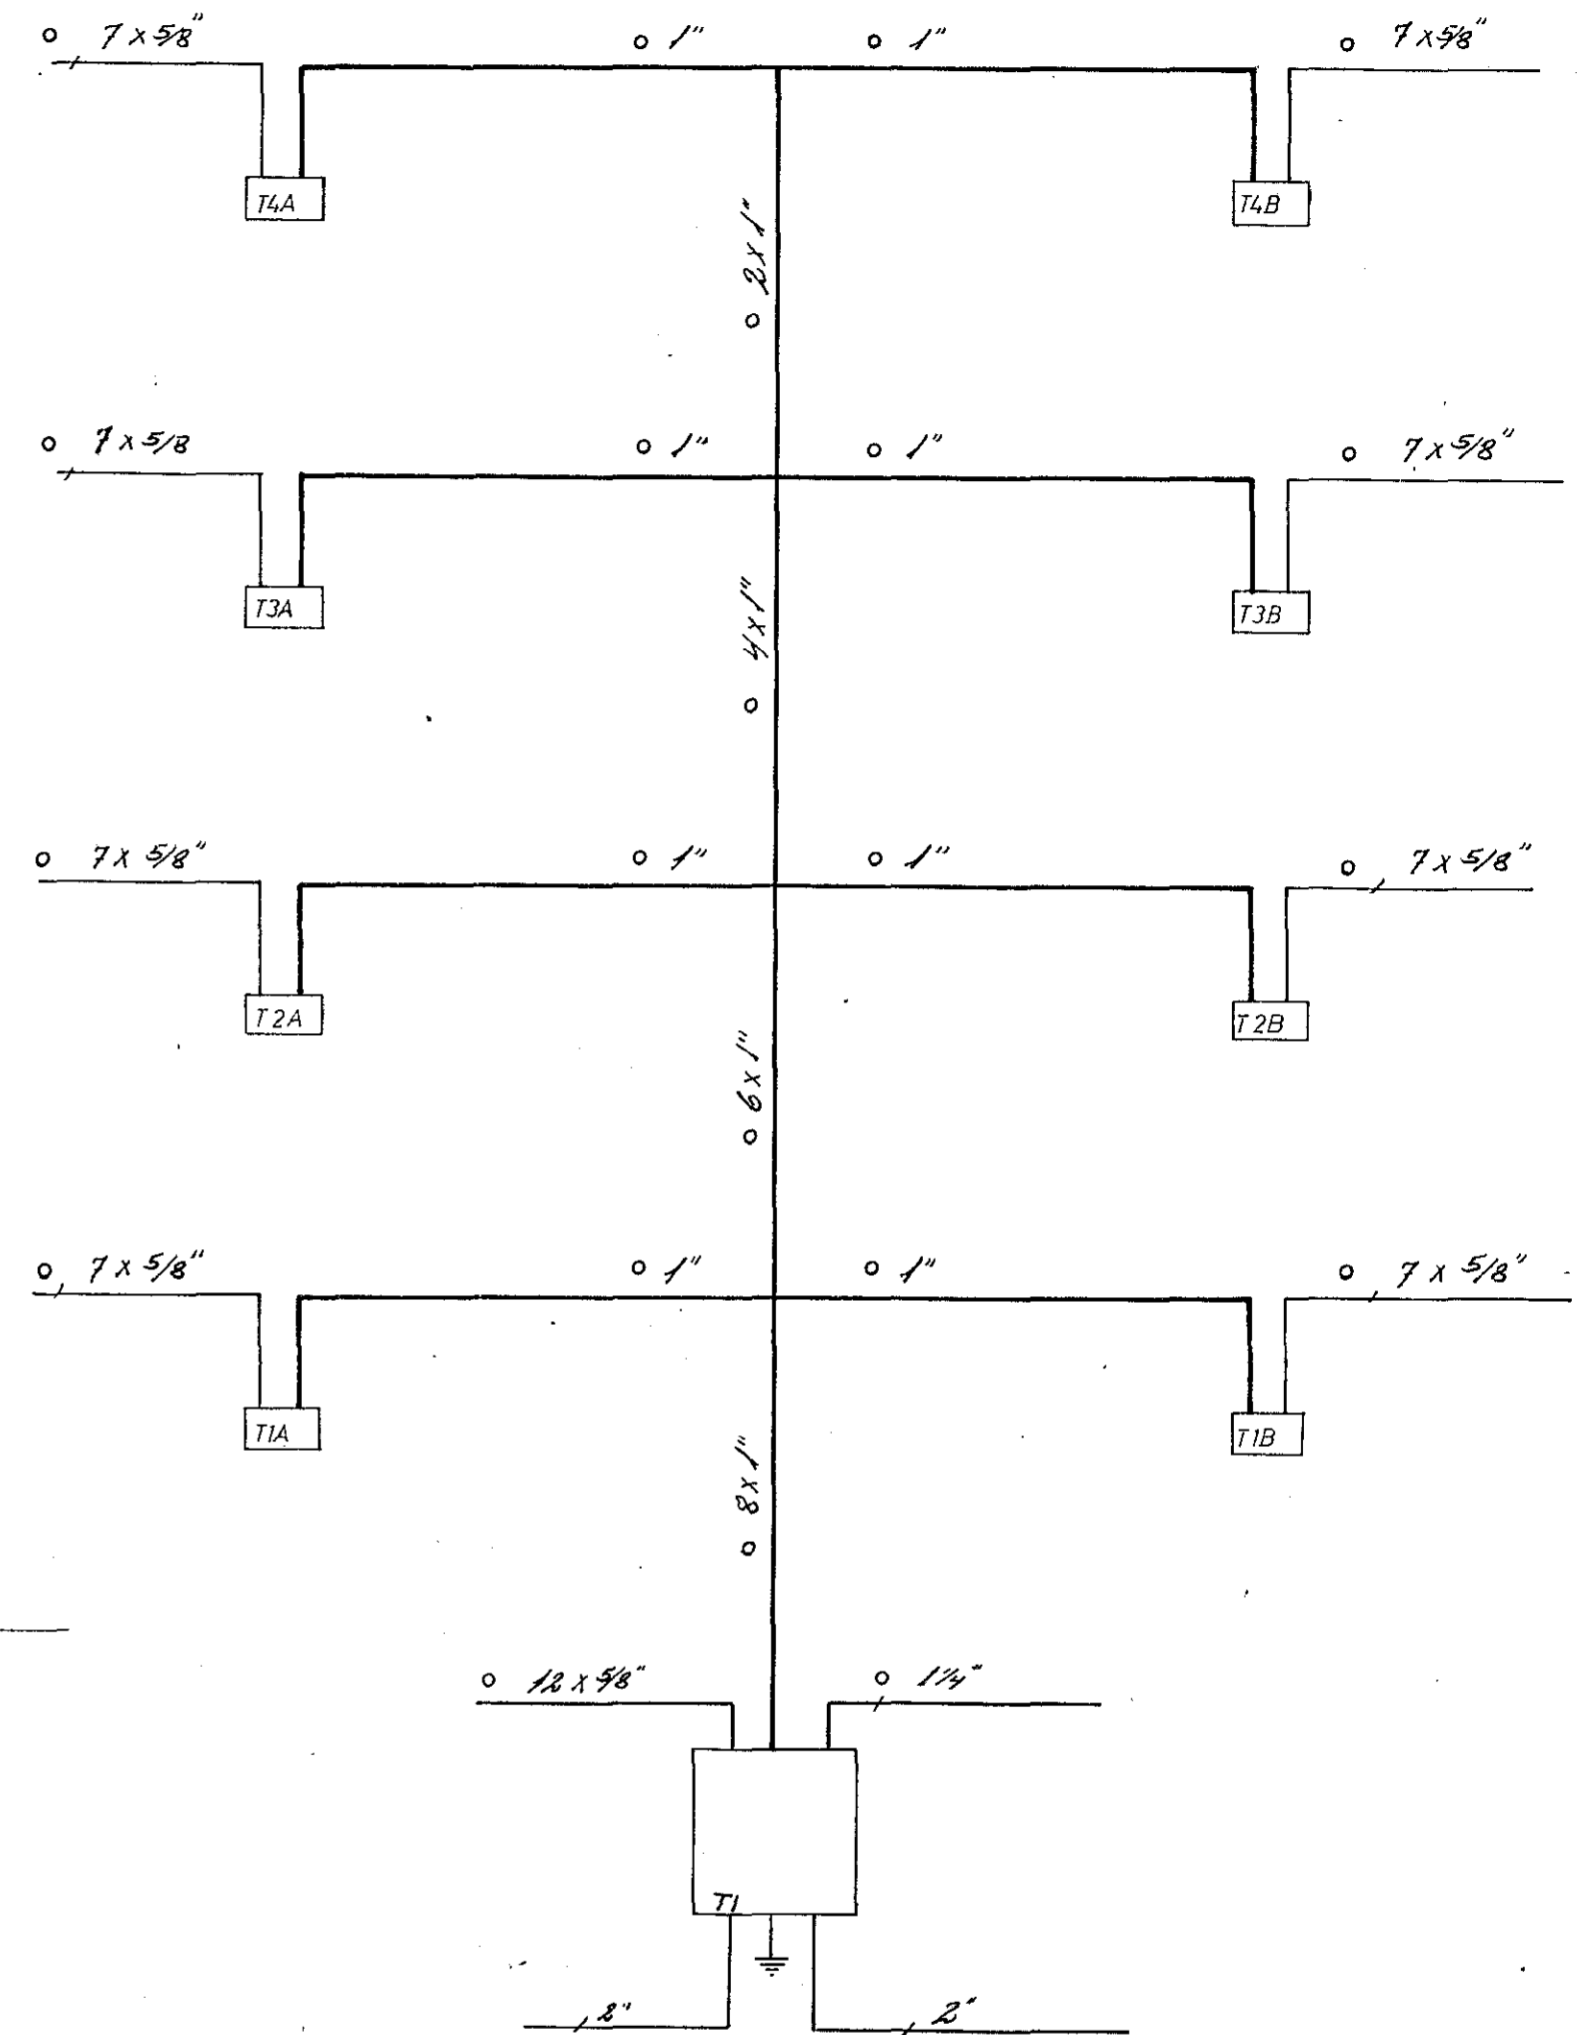 7 x 5/8" 1" 1" 7 x 5/8"
T4A T4B
2 x 1"
7 x 5/8 1" 1" 7 x 5/8"
T3A T3B
4 x 1"
7 x 5/8" 1" 1" 7 x 5/8"
T2A T2B
6 x 1"
7 x 5/8" 1" 1" 7 x 5/8"
T1A T1B
8 x 1"
12 x 5/8" 1 1/4"
T1
2" 2"